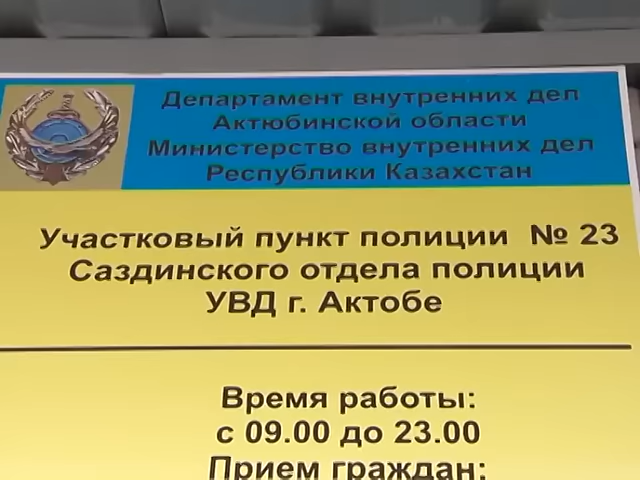 Департамент внутренних дел
Актюбинской области
Министерство внутренних дел
Республики Казахстан
Участковый пункт полиции № 23
Саздинского отдела полиции
УВД г. Актобе
Время работы:
с 09.00 до 23.00
Прием граждан: